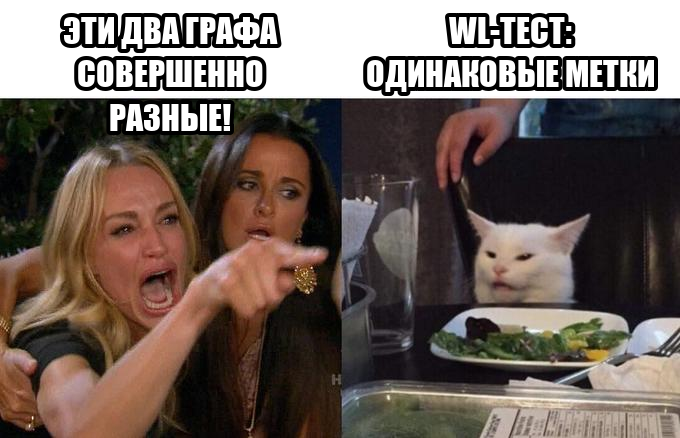 ЭТИ ДВА ГРАФА
СОВЕРШЕННО
РАЗНЫЕ!
WL-ТЕСТ:
ОДИНАКОВЫЕ МЕТКИ